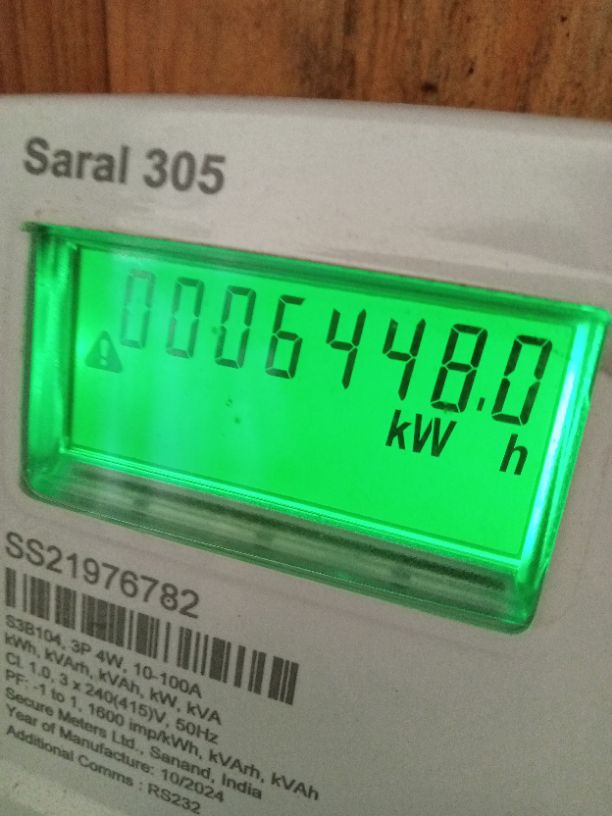 Saral 305
0006448.0
kW h
SS21976782
S3B104, 3P 4W, 10-100A
kWh, kVArh, kVAh, kW, kVA
Cl. 1.0, 3 x 240(415)V, 50Hz
PF: -1 to 1, 1600 imp/kWh, kVArh, kVAh
Secure Meters Ltd., Sanand, India
Year of Manufacture: 10/2024
Additional Comms : RS232